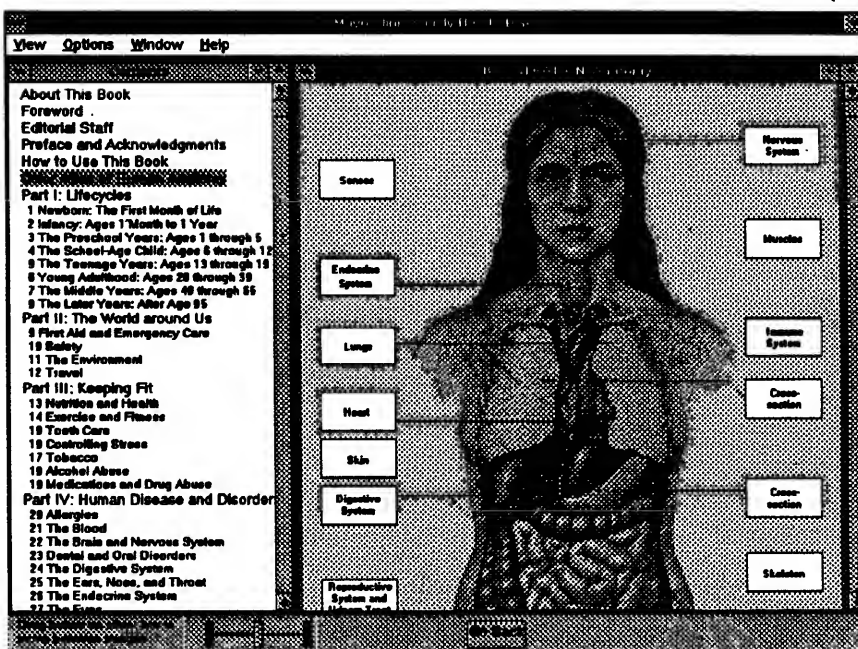 View Options Window Help
Contents
About This Book
Foreword
Editorial Staff
Preface and Acknowledgments
How to Use This Book
Part I: Lifecycles
1 Newborn: The First Month of Life
2 Infancy: Ages 1 Month to 1 Year
3 The Preschool Years: Ages 1 through 5
4 The School-Age Child: Ages 6 through 12
5 The Teenage Years: Ages 13 through 19
6 Young Adulthood: Ages 20 through 39
7 The Middle Years: Ages 40 through 65
8 The Later Years: After Age 65
Part II: The World around Us
9 First Aid and Emergency Care
10 Safety
11 The Environment
12 Travel
Part III: Keeping Fit
13 Nutrition and Health
14 Exercise and Fitness
15 Tooth Care
16 Controlling Stress
17 Tobacco
18 Alcohol Abuse
19 Medications and Drug Abuse
Part IV: Human Disease and Disorder
20 Allergies
21 The Blood
22 The Brain and Nervous System
23 Dental and Oral Disorders
24 The Digestive System
25 The Ears, Nose, and Throat
26 The Endocrine System
27 The Eyes
Senses
Endocrine
System
Lungs
Heart
Skin
Digestive
System
Reproductive
System and
Nervous
System
Muscles
Immune
System
Cross-
section
Cross-
section
Skeleton
Go Back